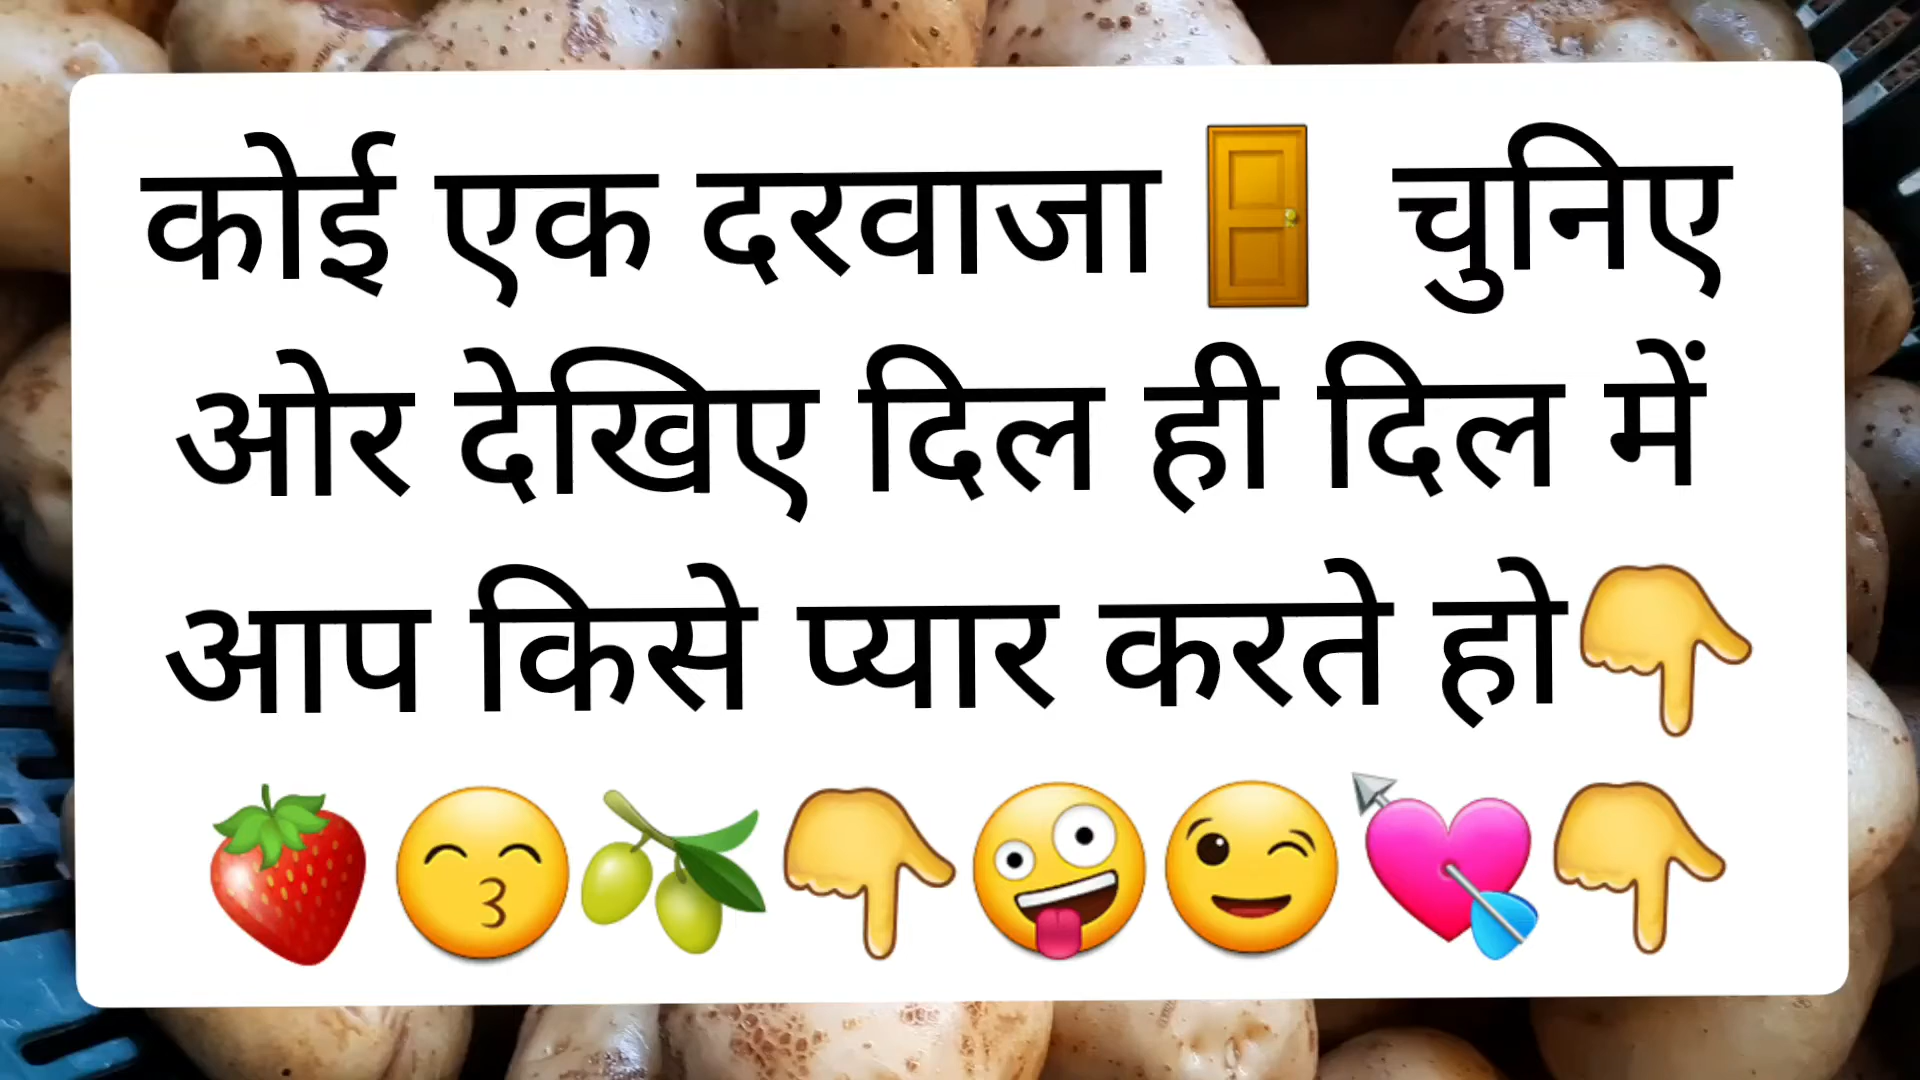 कोई एक दरवाजा🚪 चुनिए
ओर देखिए दिल ही दिल में
आप किसे प्यार करते हो👇
🍓😙🫒👇🤪😉💘👇